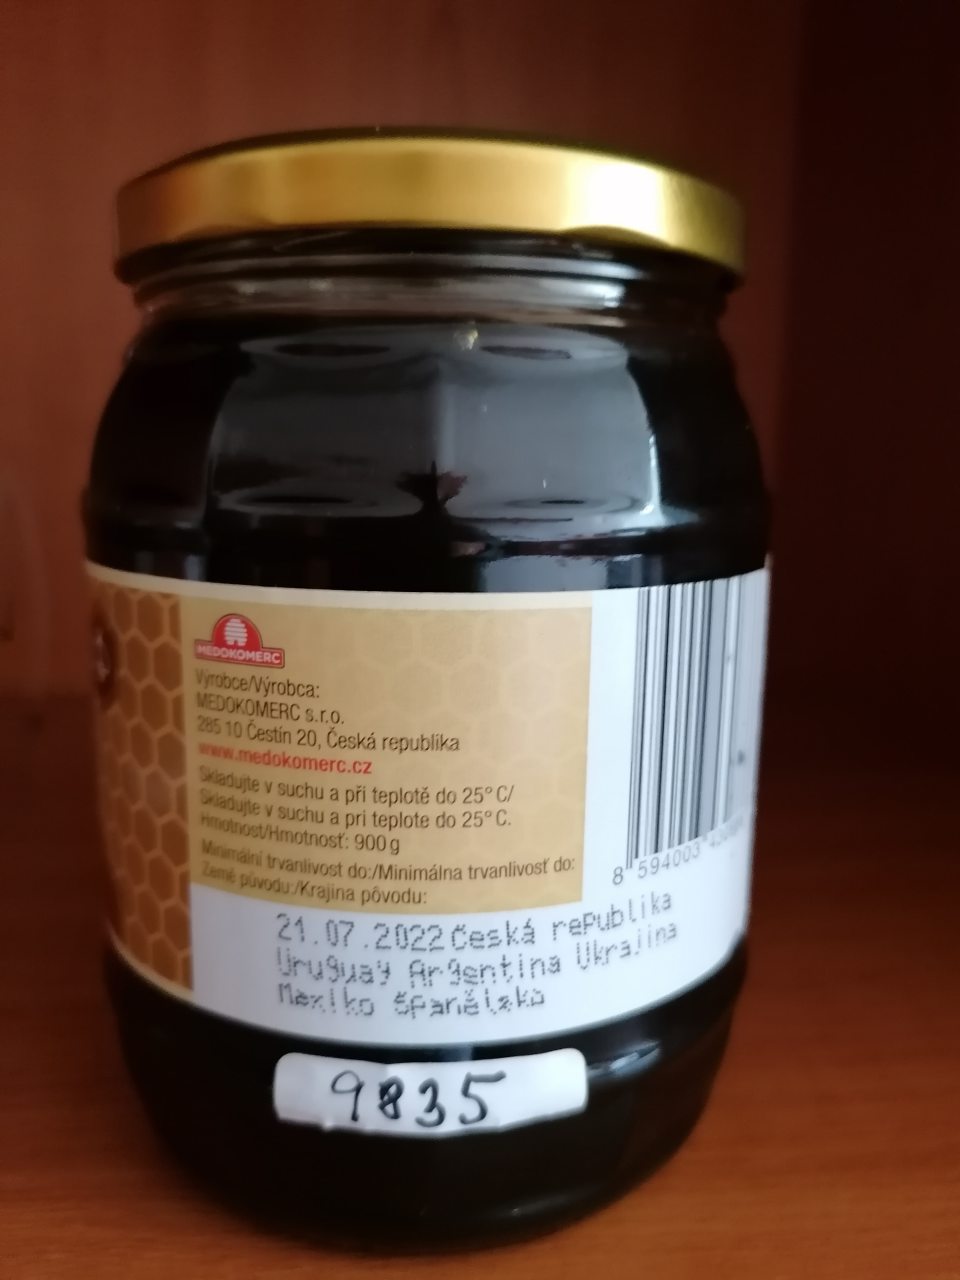 MEDOKOMERC
Výrobce/Výrobca:
MEDOKOMERC s.r.o.
285 10 Čestín 20, Česká republika
www.medokomerc.cz
Skladujte v suchu a při teplotě do 25° C/
Skladujte v suchu a pri teplote do 25° C.
Hmotnost/Hmotnosť: 900 g
Minimální trvanlivost do:/Minimálna trvanlivosť do:
Země původu:/Krajina pôvodu:
8 594003
21.07.2022 Česká rePublika
Uruguay Argentina Ukrajina
Mexiko Španělsko
9835